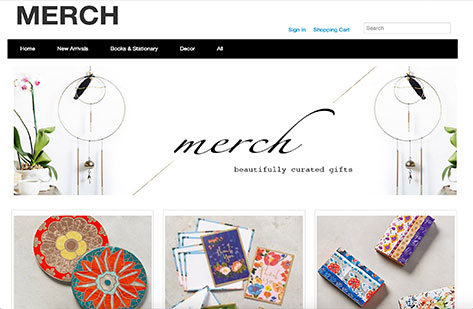 MERCH
Sign In Shopping Cart Search
Home New Arrivals Books & Stationary Decor All
merch
beautifully curated gifts